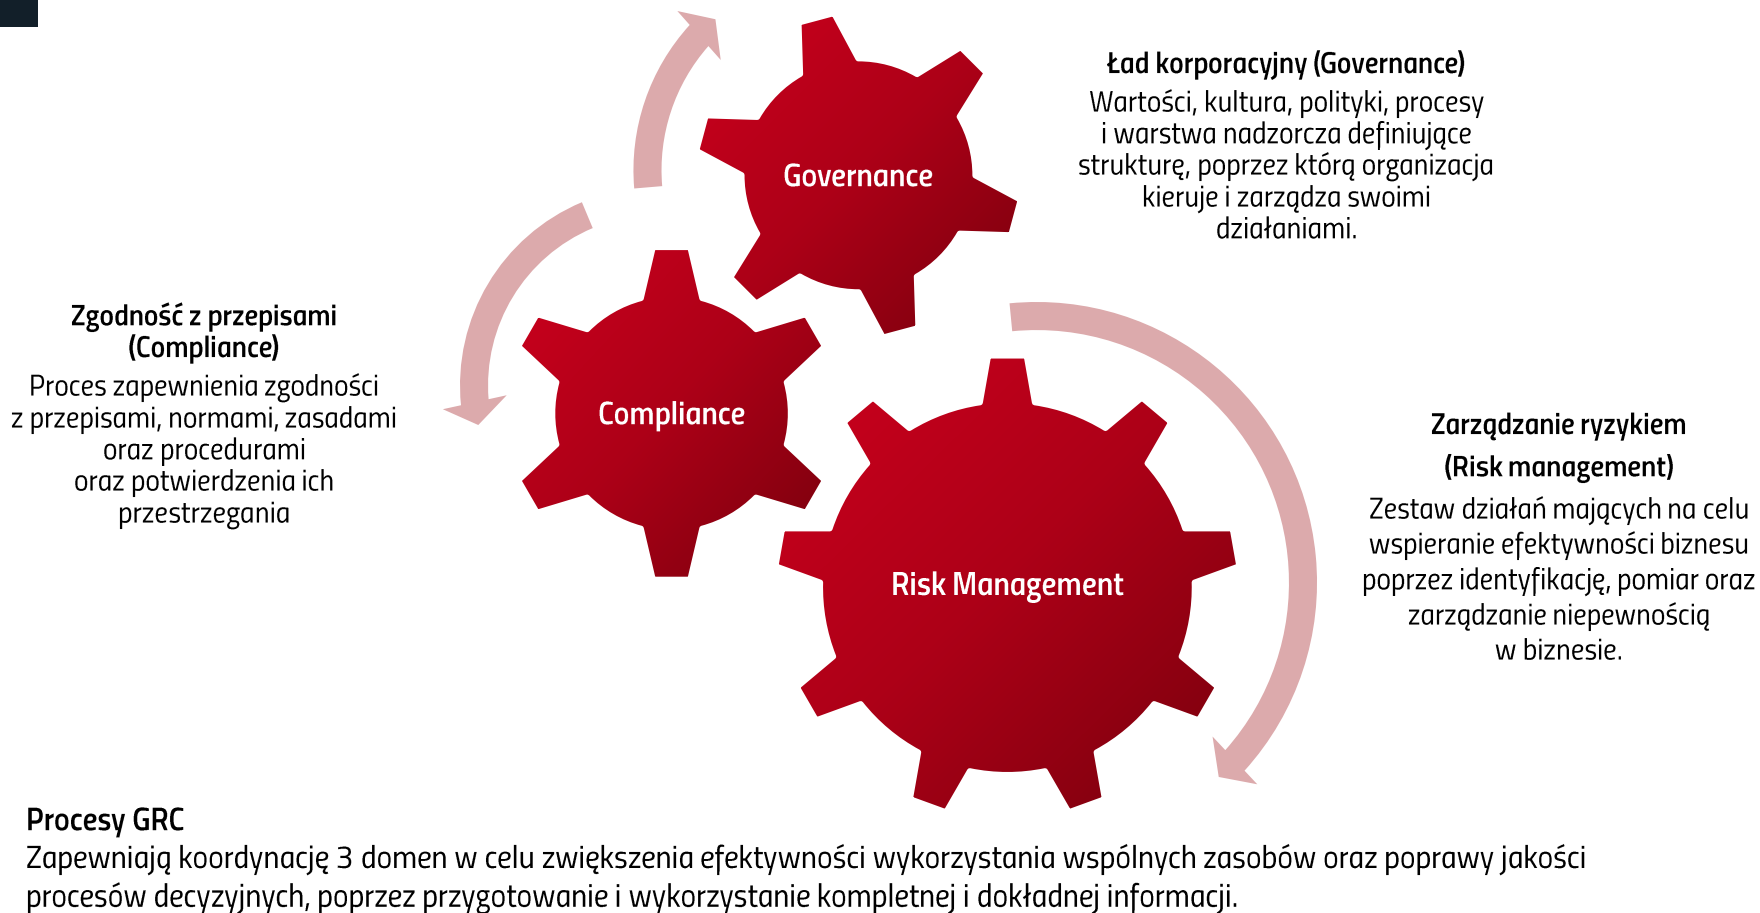 Ład korporacyjny (Governance)
Wartości, kultura, polityki, procesy
i warstwa nadzorcza definiujące
strukturę, poprzez którą organizacja
kieruje i zarządza swoimi
działaniami.
Governance
Zgodność z przepisami
(Compliance)
Proces zapewnienia zgodności
z przepisami, normami, zasadami
oraz procedurami
oraz potwierdzenia ich
przestrzegania
Compliance
Risk Management
Zarządzanie ryzykiem
(Risk management)
Zestaw działań mających na celu
wspieranie efektywności biznesu
poprzez identyfikację, pomiar oraz
zarządzanie niepewnością
w biznesie.
Procesy GRC
Zapewniają koordynację 3 domen w celu zwiększenia efektywności wykorzystania wspólnych zasobów oraz poprawy jakości
procesów decyzyjnych, poprzez przygotowanie i wykorzystanie kompletnej i dokładnej informacji.